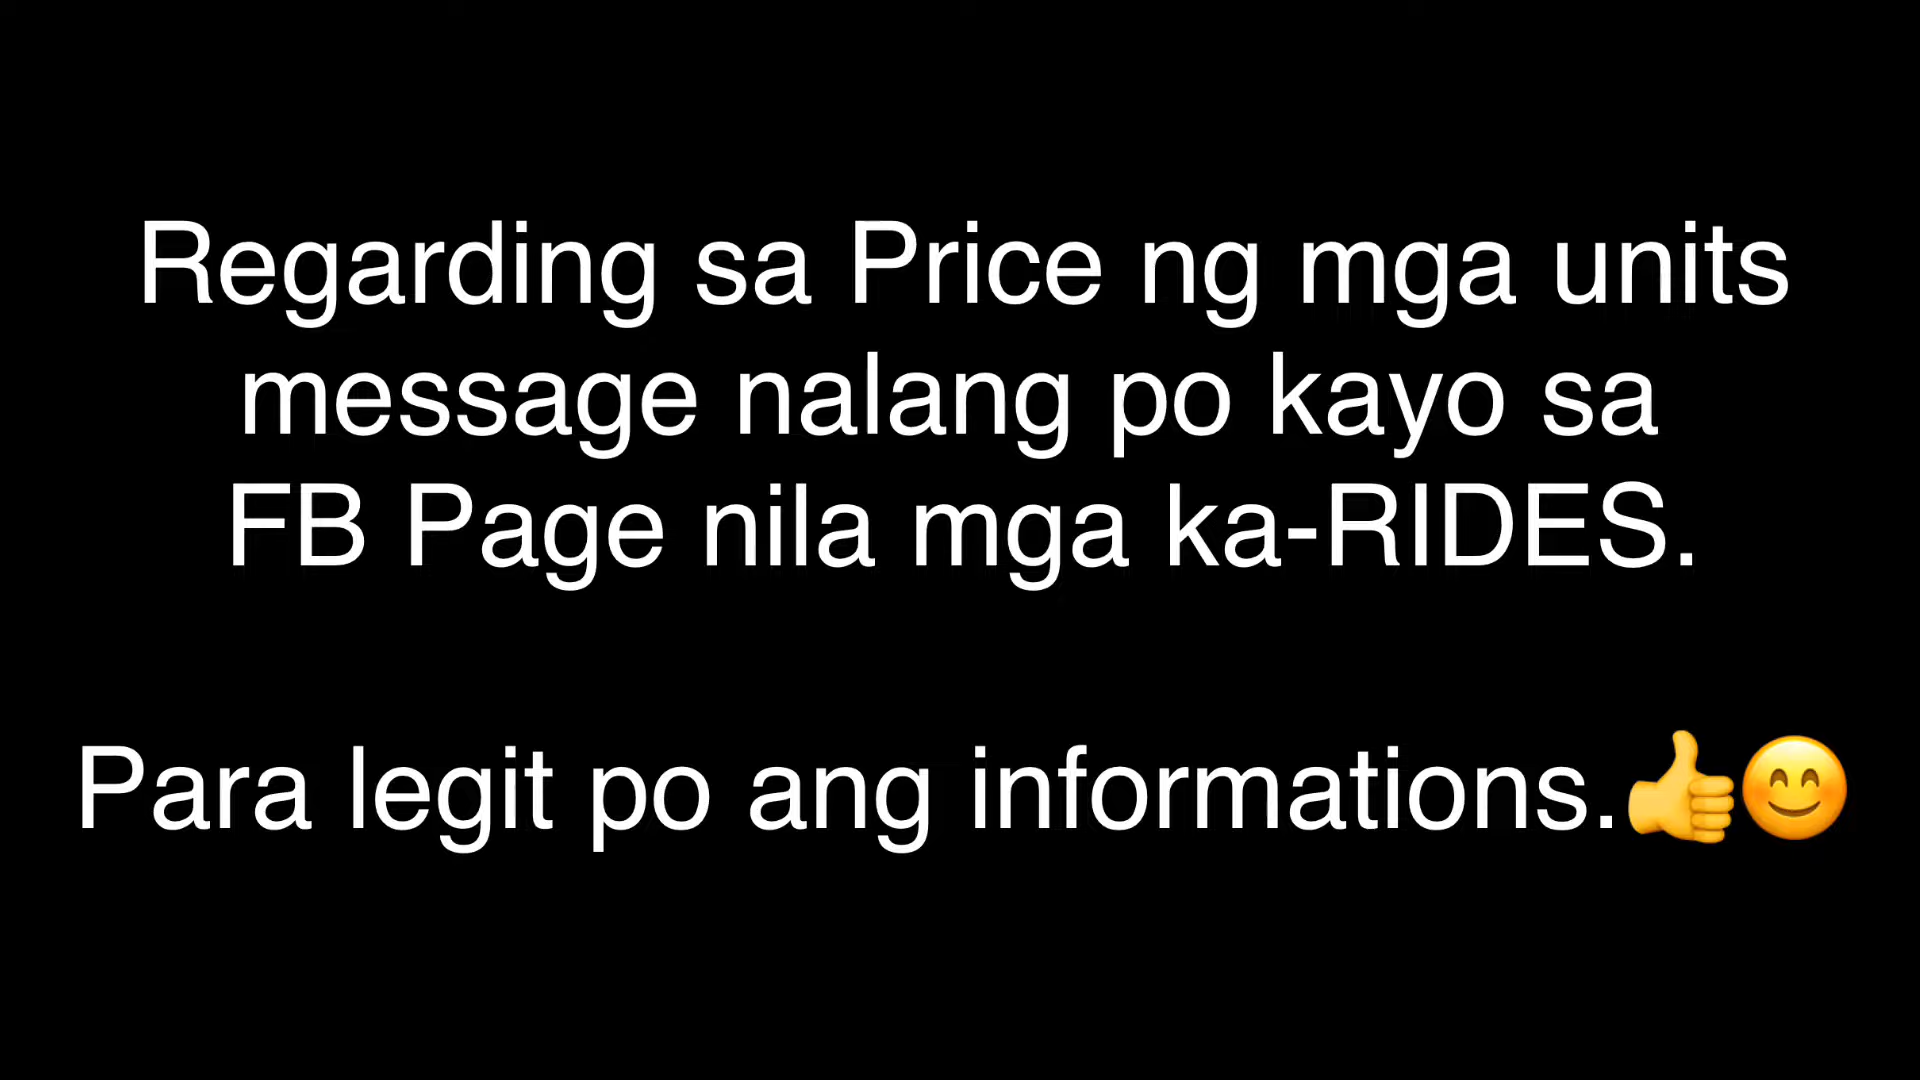 Regarding sa Price ng mga units
message nalang po kayo sa
FB Page nila mga ka-RIDES.
Para legit po ang informations.👍😊